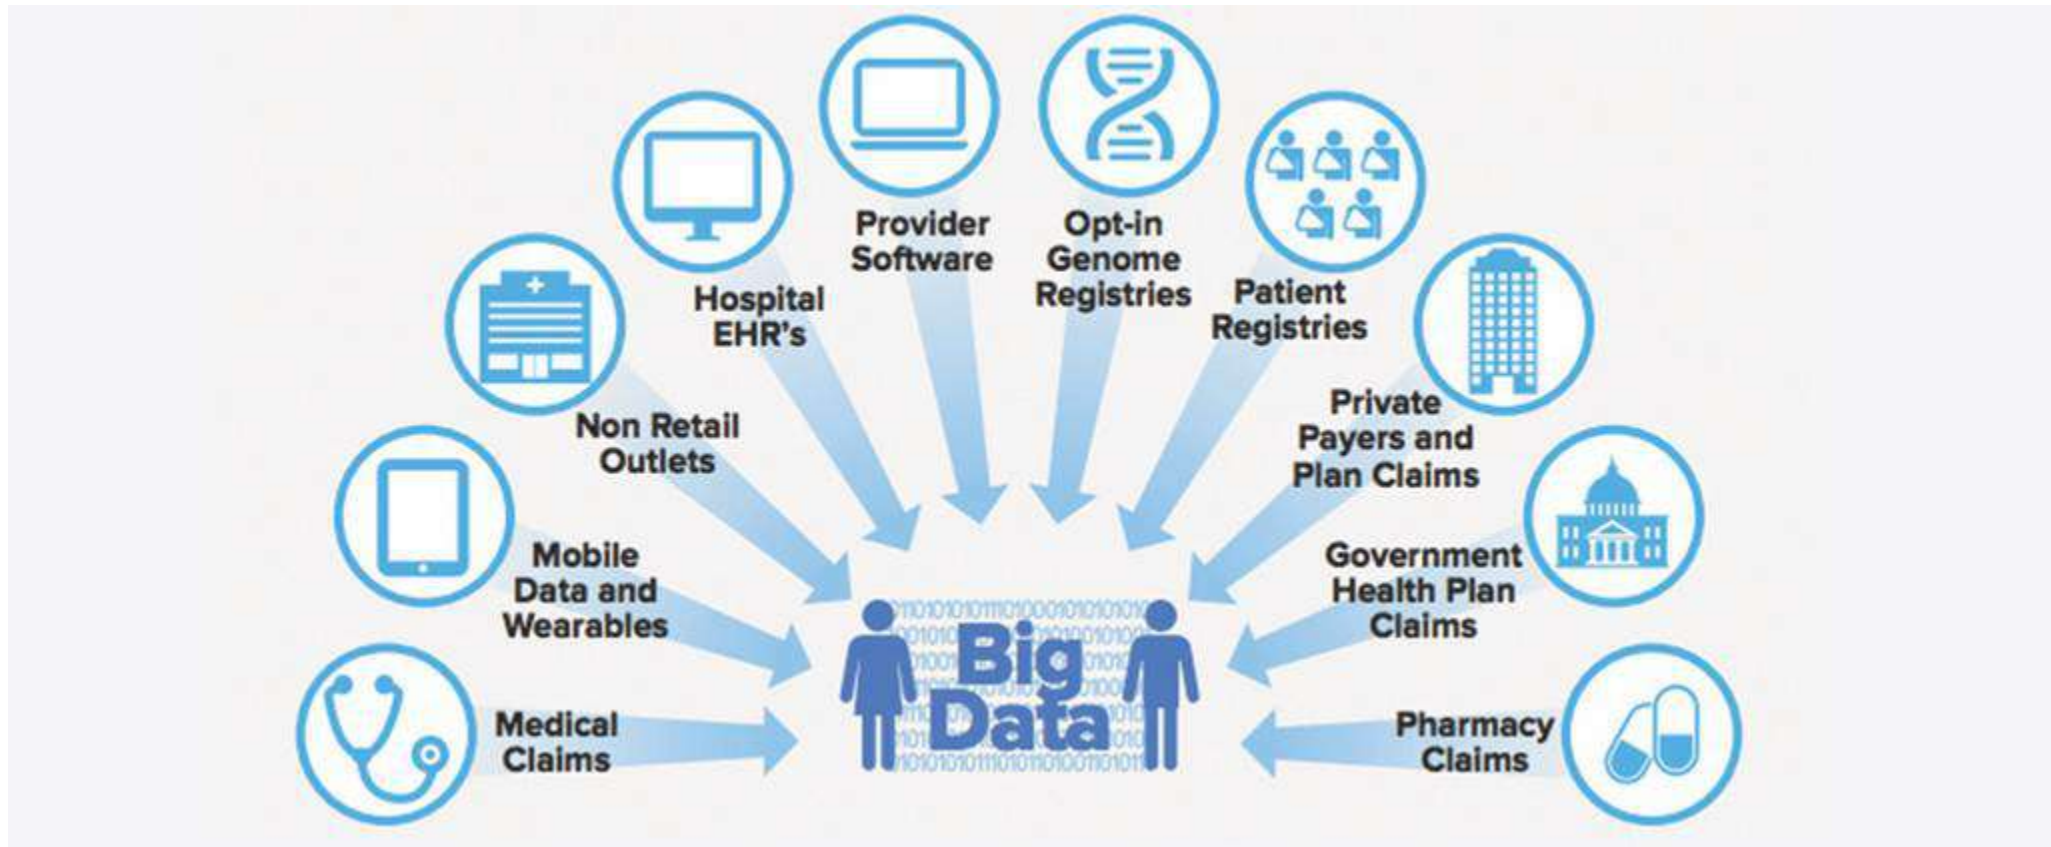 Provider
Software
Opt-in
Genome
Registries
Hospital
EHR's
Patient
Registries
Non Retail
Outlets
Private
Payers and
Plan Claims
Mobile
Data and
Wearables
Government
Health Plan
Claims
Medical
Claims
Big
Data
Pharmacy
Claims